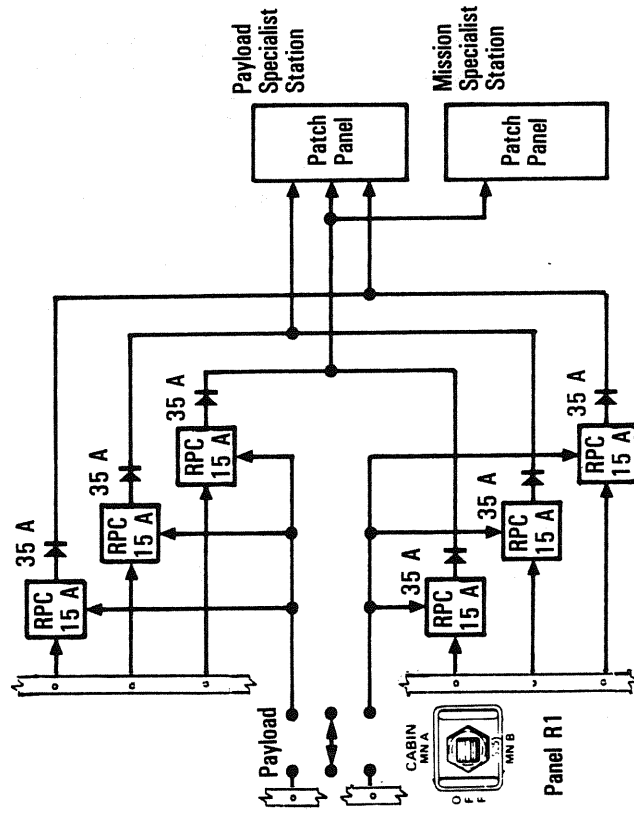 Payload
Specialist
Station
Patch
Panel
Mission
Specialist
Station
Patch
Panel
35 A
RPC
15 A
35 A
RPC
15 A
35 A
RPC
15 A
Payload
35 A
RPC
15 A
35 A
RPC
15 A
35 A
RPC
15 A
CABIN
MN A
OFF
MN B
Panel R1